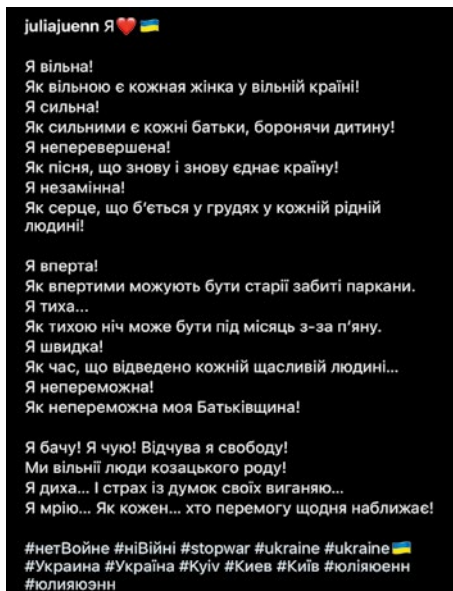 juliajuenn Я❤️🇺🇦
Я вільна!
Як вільною є кожная жінка у вільній країні!
Я сильна!
Як сильними є кожні батьки, боронячи дитину!
Я неперевершена!
Як пісня, що знову і знову єднає країну!
Я незамінна!
Як серце, що б‘ється у грудях у кожній рідній
людині!
Я вперта!
Як впертими можують бути старії забиті паркани.
Я тиха...
Як тихою ніч може бути під місяць з-за п’яну.
Я швидка!
Як час, що відведено кожній щасливій людині...
Я непереможна!
Як непереможна моя Батьківщина!
Я бачу! Я чую! Відчува я свободу!
Ми вільнії люди козацького роду!
Я диха... І страх із думок своїх виганяю...
Я мрію... Як кожен... хто перемогу щодня наближає!
#нетВойне #ніВійні #stopwar #ukraine #ukraine🇺🇦
#Украина #Україна #Kyiv #Киев #Київ #юліяюенн
#юлияюэнн